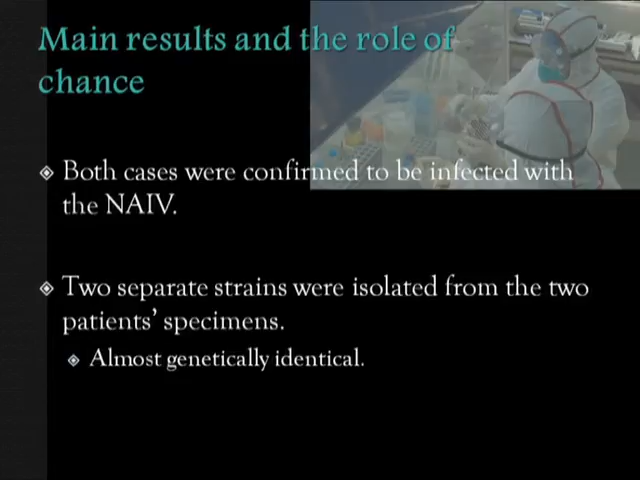 Main results and the role of
chance
Both cases were confirmed to be infected with
the NAIV.
Two separate strains were isolated from the two
patients’ specimens.
Almost genetically identical.